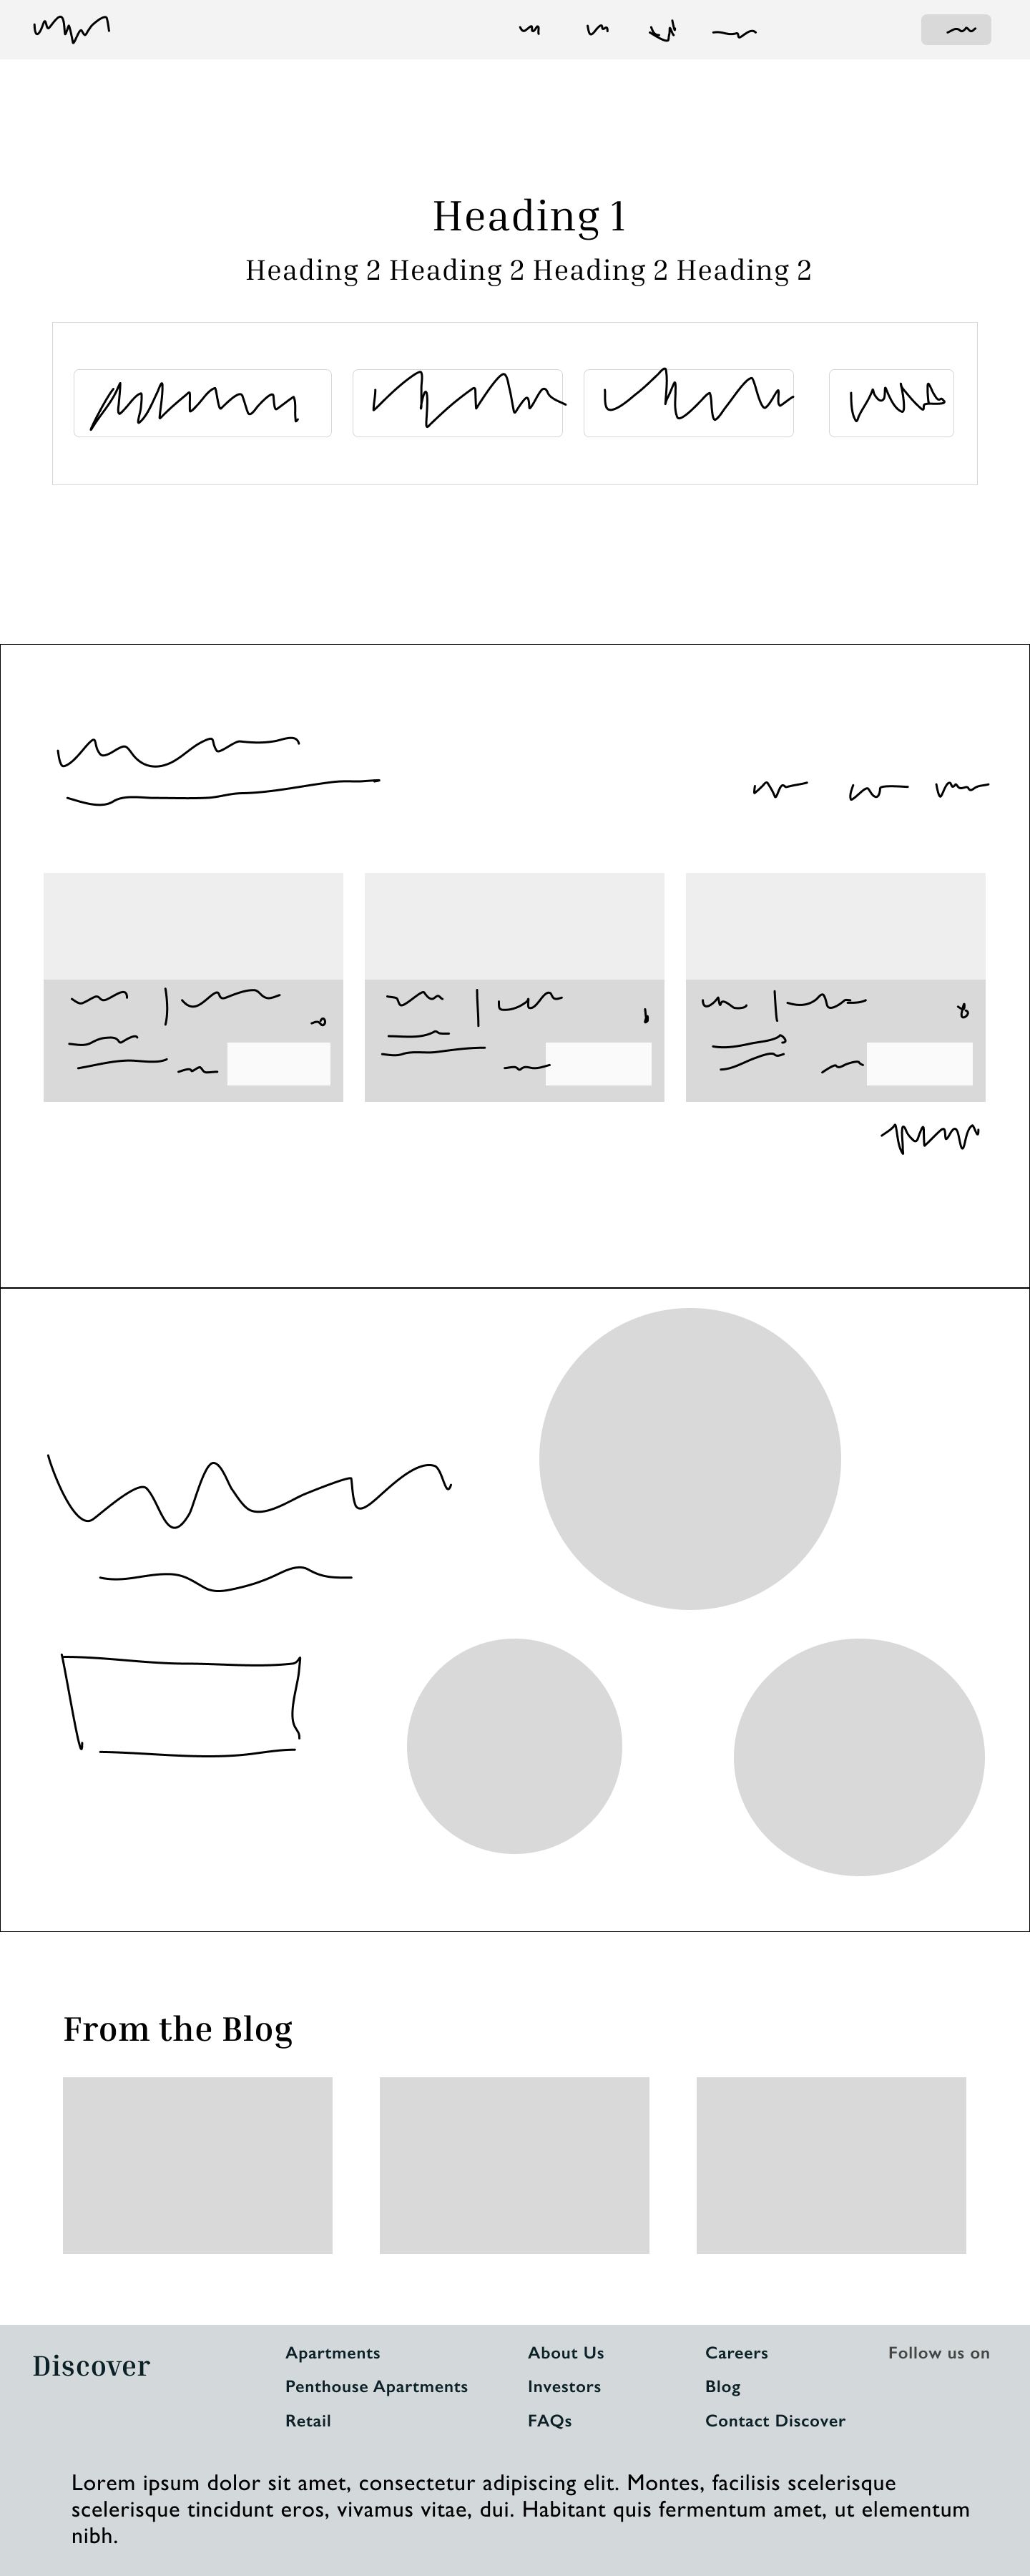 Heading 1
Heading 2 Heading 2 Heading 2 Heading 2
From the Blog
Discover
Apartments
Penthouse Apartments
Retail
About Us
Investors
FAQs
Careers
Blog
Contact Discover
Follow us on
Lorem ipsum dolor sit amet, consectetur adipiscing elit. Montes, facilisis scelerisque
scelerisque tincidunt eros, vivamus vitae, dui. Habitant quis fermentum amet, ut elementum
nibh.